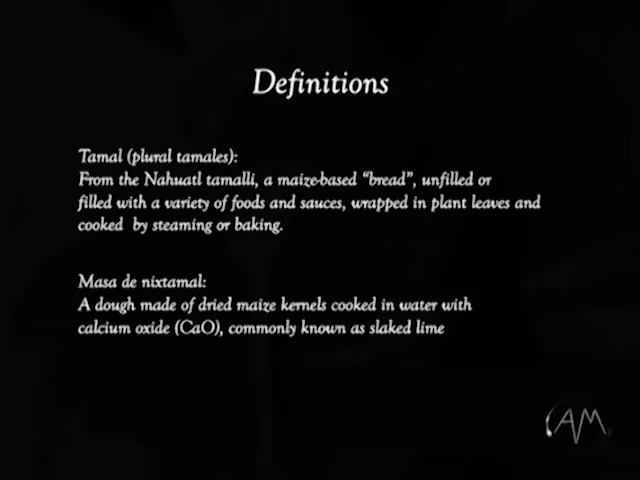 Definitions
Tamal (plural tamales):
From the Nahuatl tamalli, a maize-based “bread”, unfilled or
filled with a variety of foods and sauces, wrapped in plant leaves and
cooked by steaming or baking.
Masa de nixtamal:
A dough made of dried maize kernels cooked in water with
calcium oxide (CaO), commonly known as slaked lime
AVM